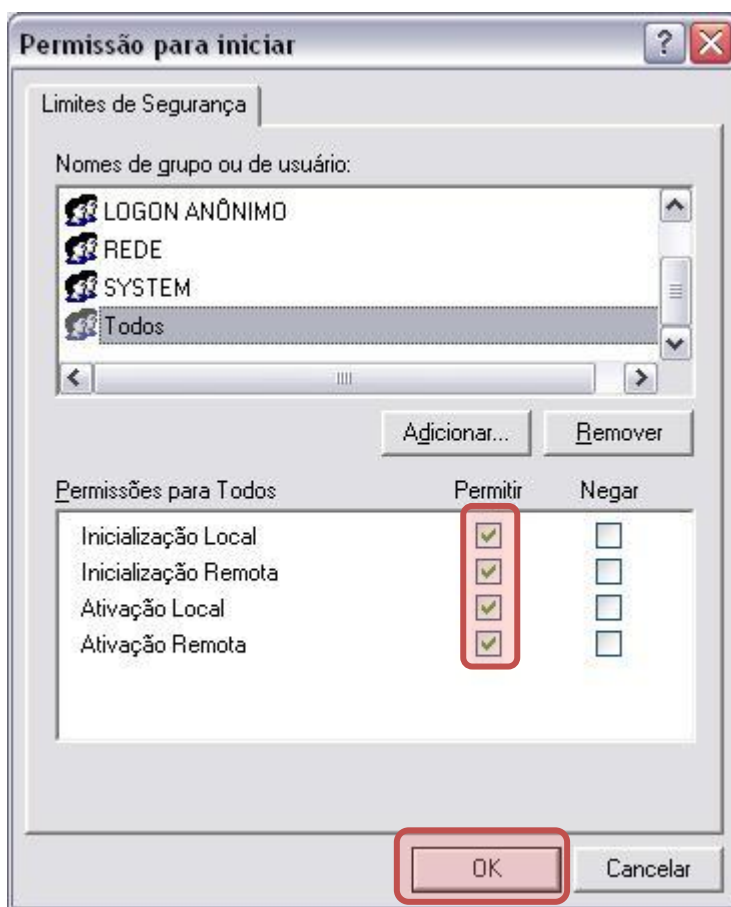 Permissão para iniciar
Limites de Segurança
Nomes de grupo ou de usuário:
LOGON ANÔNIMO
REDE
SYSTEM
Todos
Adicionar... Remover
Permissões para Todos Permitir Negar
Inicialização Local
Inicialização Remota
Ativação Local
Ativação Remota
OK Cancelar